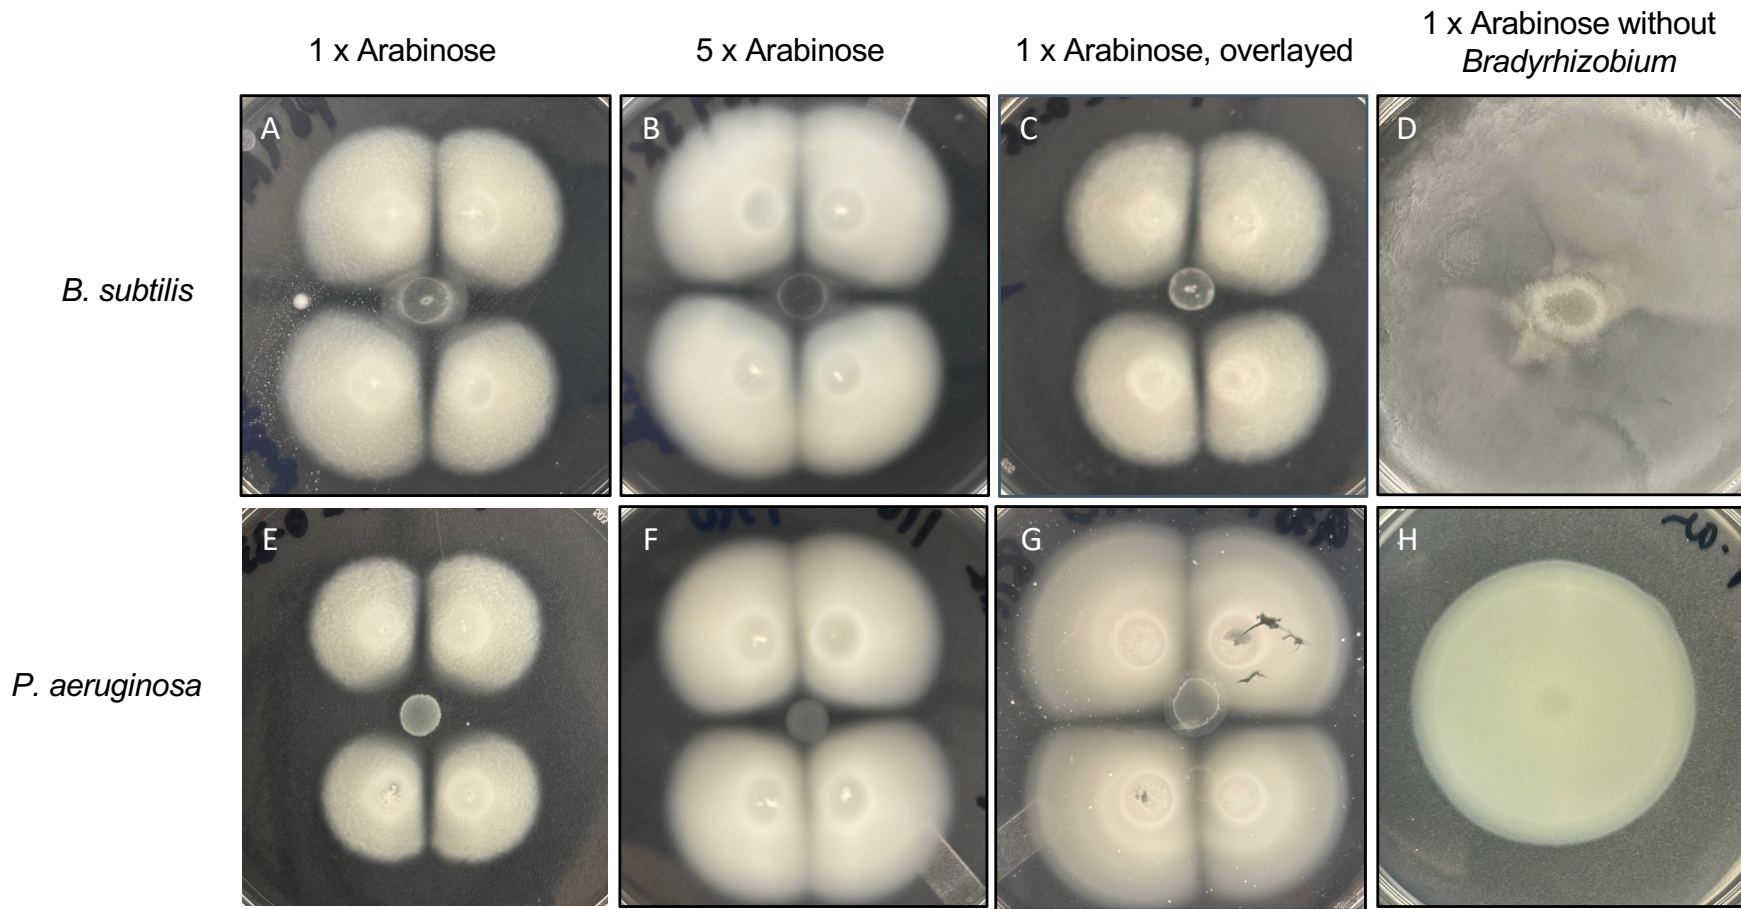 1 x Arabinose
5 x Arabinose
1 x Arabinose, overlayed
1 x Arabinose without
Bradyrhizobium
B. subtilis
A
B
C
D
P. aeruginosa
E
F
G
H